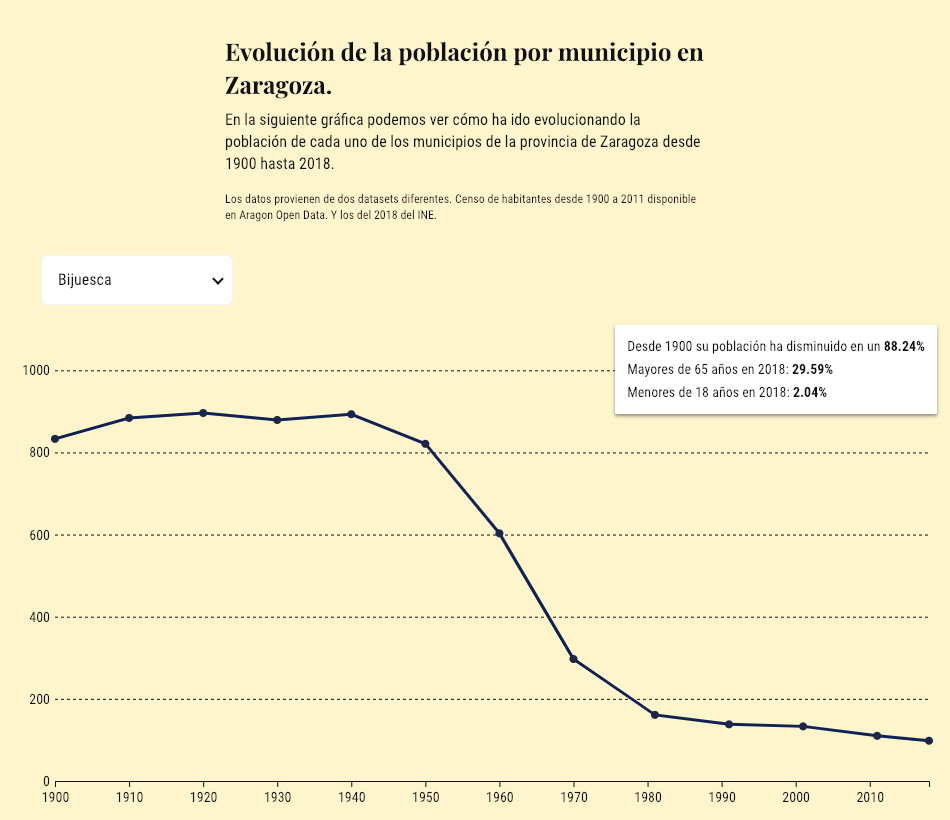 Evolución de la población por municipio en
Zaragoza.
En la siguiente gráfica podemos ver cómo ha ido evolucionando la
población de cada uno de los municipios de la provincia de Zaragoza desde
1900 hasta 2018.
Los datos provienen de dos datasets diferentes. Censo de habitantes desde 1900 a 2011 disponible
en Aragon Open Data. Y los del 2018 del INE.
Bijuesca
Desde 1900 su población ha disminuido en un 88.24%
Mayores de 65 años en 2018: 29.59%
Menores de 18 años en 2018: 2.04%
1000
800
600
400
200
0
1900 1910 1920 1930 1940 1950 1960 1970 1980 1990 2000 2010